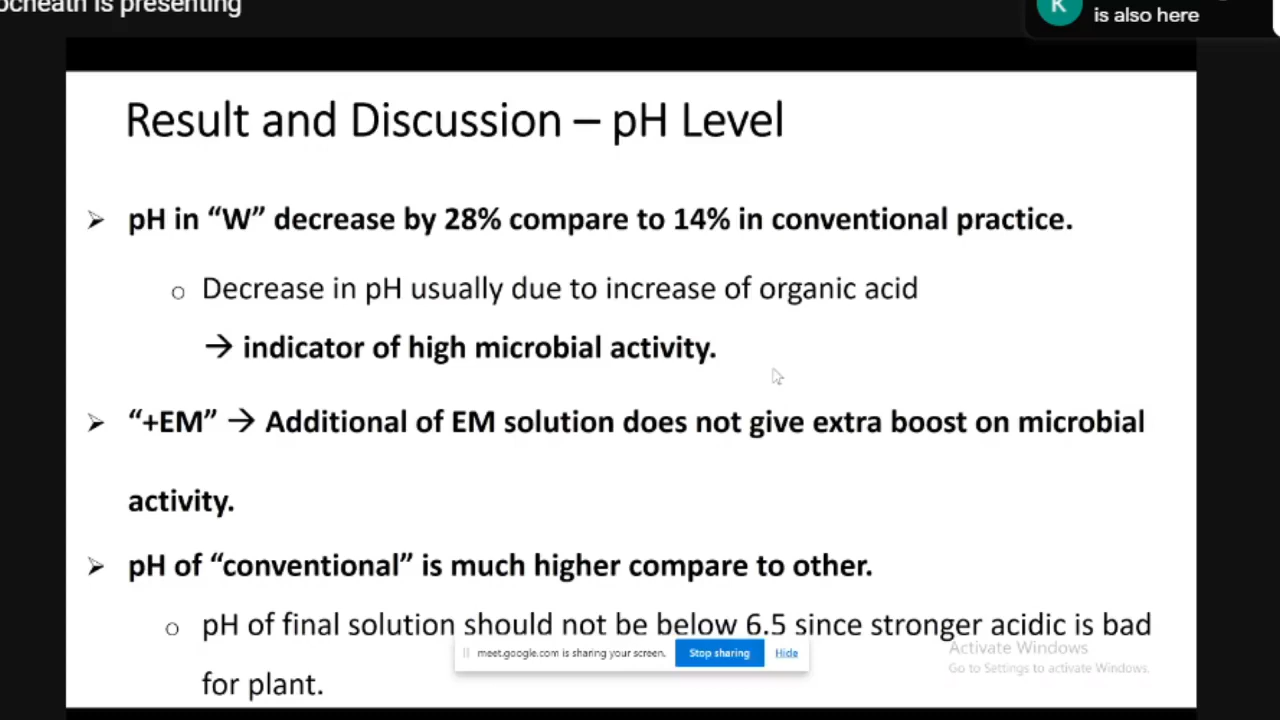 is presenting
K
is also here
Result and Discussion – pH Level
➢ pH in “W” decrease by 28% compare to 14% in conventional practice.
o Decrease in pH usually due to increase of organic acid
→ indicator of high microbial activity.
➢ “+EM” → Additional of EM solution does not give extra boost on microbial
activity.
➢ pH of “conventional” is much higher compare to other.
o pH of final solution should not be below 6.5 since stronger acidic is bad
for plant.
meet.google.com is sharing your screen.
Stop sharing
Hide
Activate Windows
Go to Settings to activate Windows.